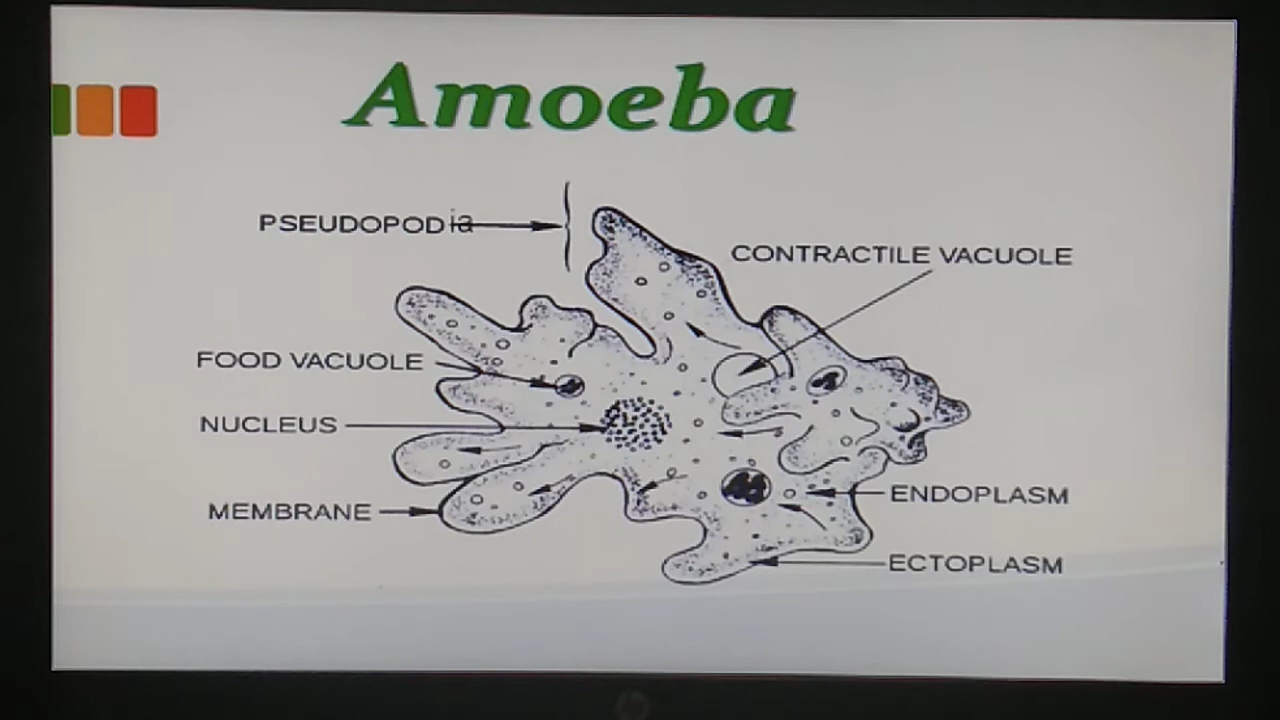 Amoeba
PSEUDOPODia
CONTRACTILE VACUOLE
FOOD VACUOLE
NUCLEUS
MEMBRANE
ENDOPLASM
ECTOPLASM